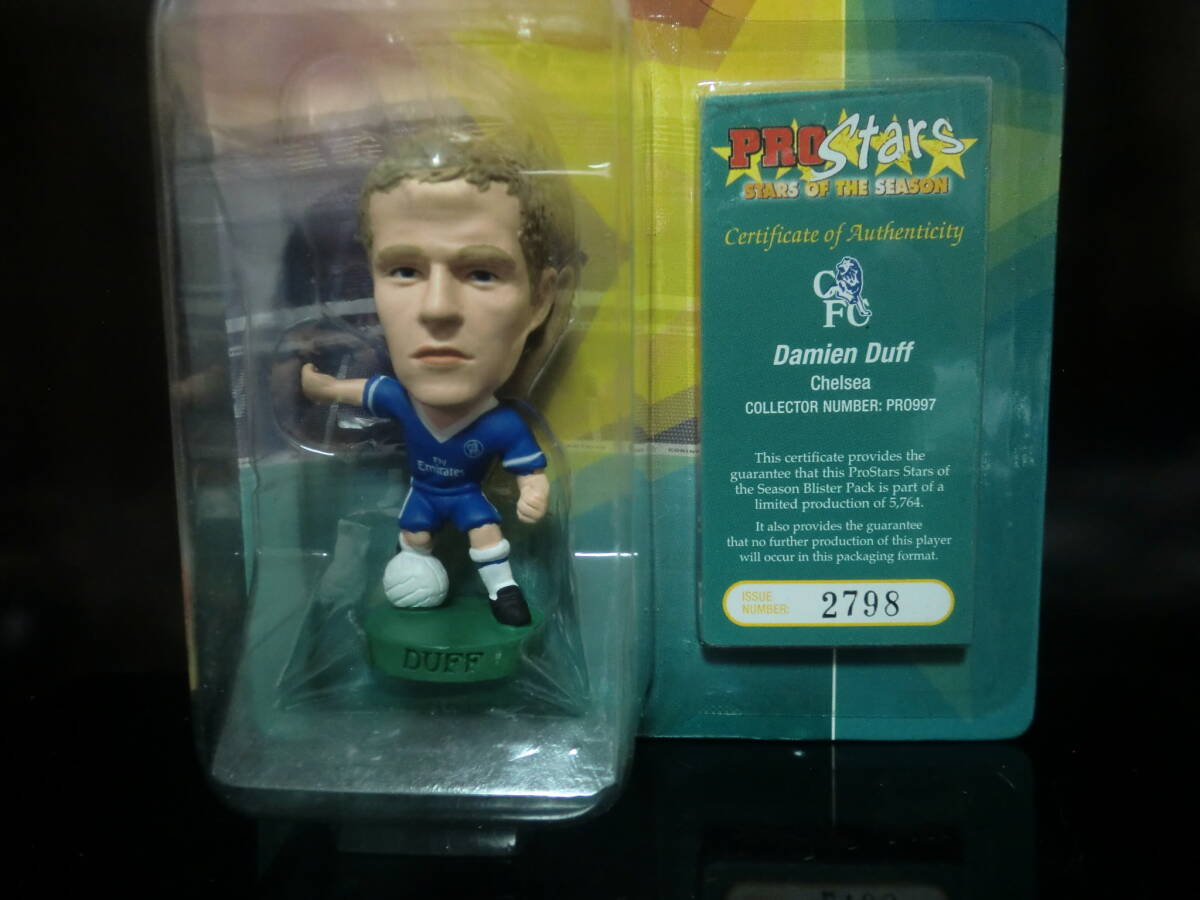 Fly
Emirates
DUFF
PROStars
STARS OF THE SEASON
Certificate of Authenticity
CFC
Damien Duff
Chelsea
COLLECTOR NUMBER: PRO997
This certificate provides the
guarantee that this ProStars Stars of
the Season Blister Pack is part of a
limited production of 5,764.
It also provides the guarantee
that no further production of this player
will occur in this packaging format.
ISSUE
NUMBER: 2798